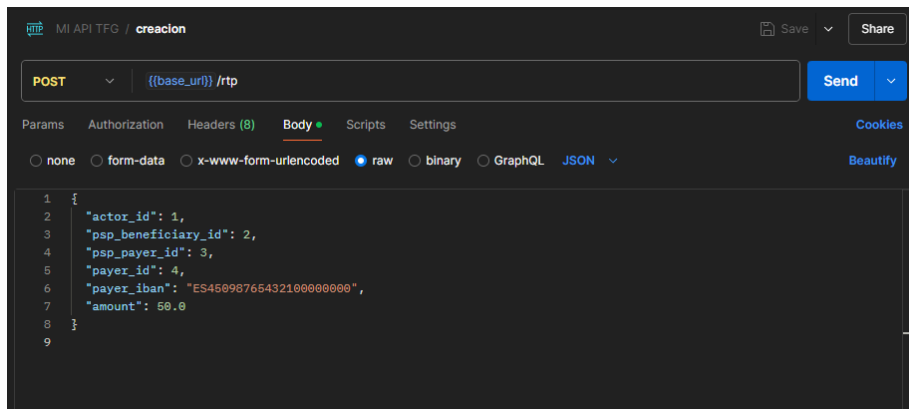 HTTP MI API TFG / creacion Save Share
POST {{base_url}} /rtp Send
Params Authorization Headers (8) Body Scripts Settings Cookies
none form-data x-www-form-urlencoded raw binary GraphQL JSON Beautify
1 {
2 "actor_id": 1,
3 "psp_beneficiary_id": 2,
4 "psp_payer_id": 3,
5 "payer_id": 4,
6 "payer_iban": "ES45098765432100000000",
7 "amount": 50.0
8 }
9